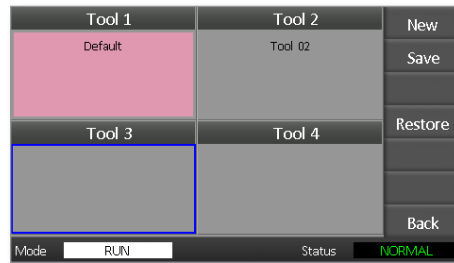 Tool 1
Tool 2
New
Default
Tool 02
Save
Tool 3
Tool 4
Restore
Back
Mode RUN Status NORMAL